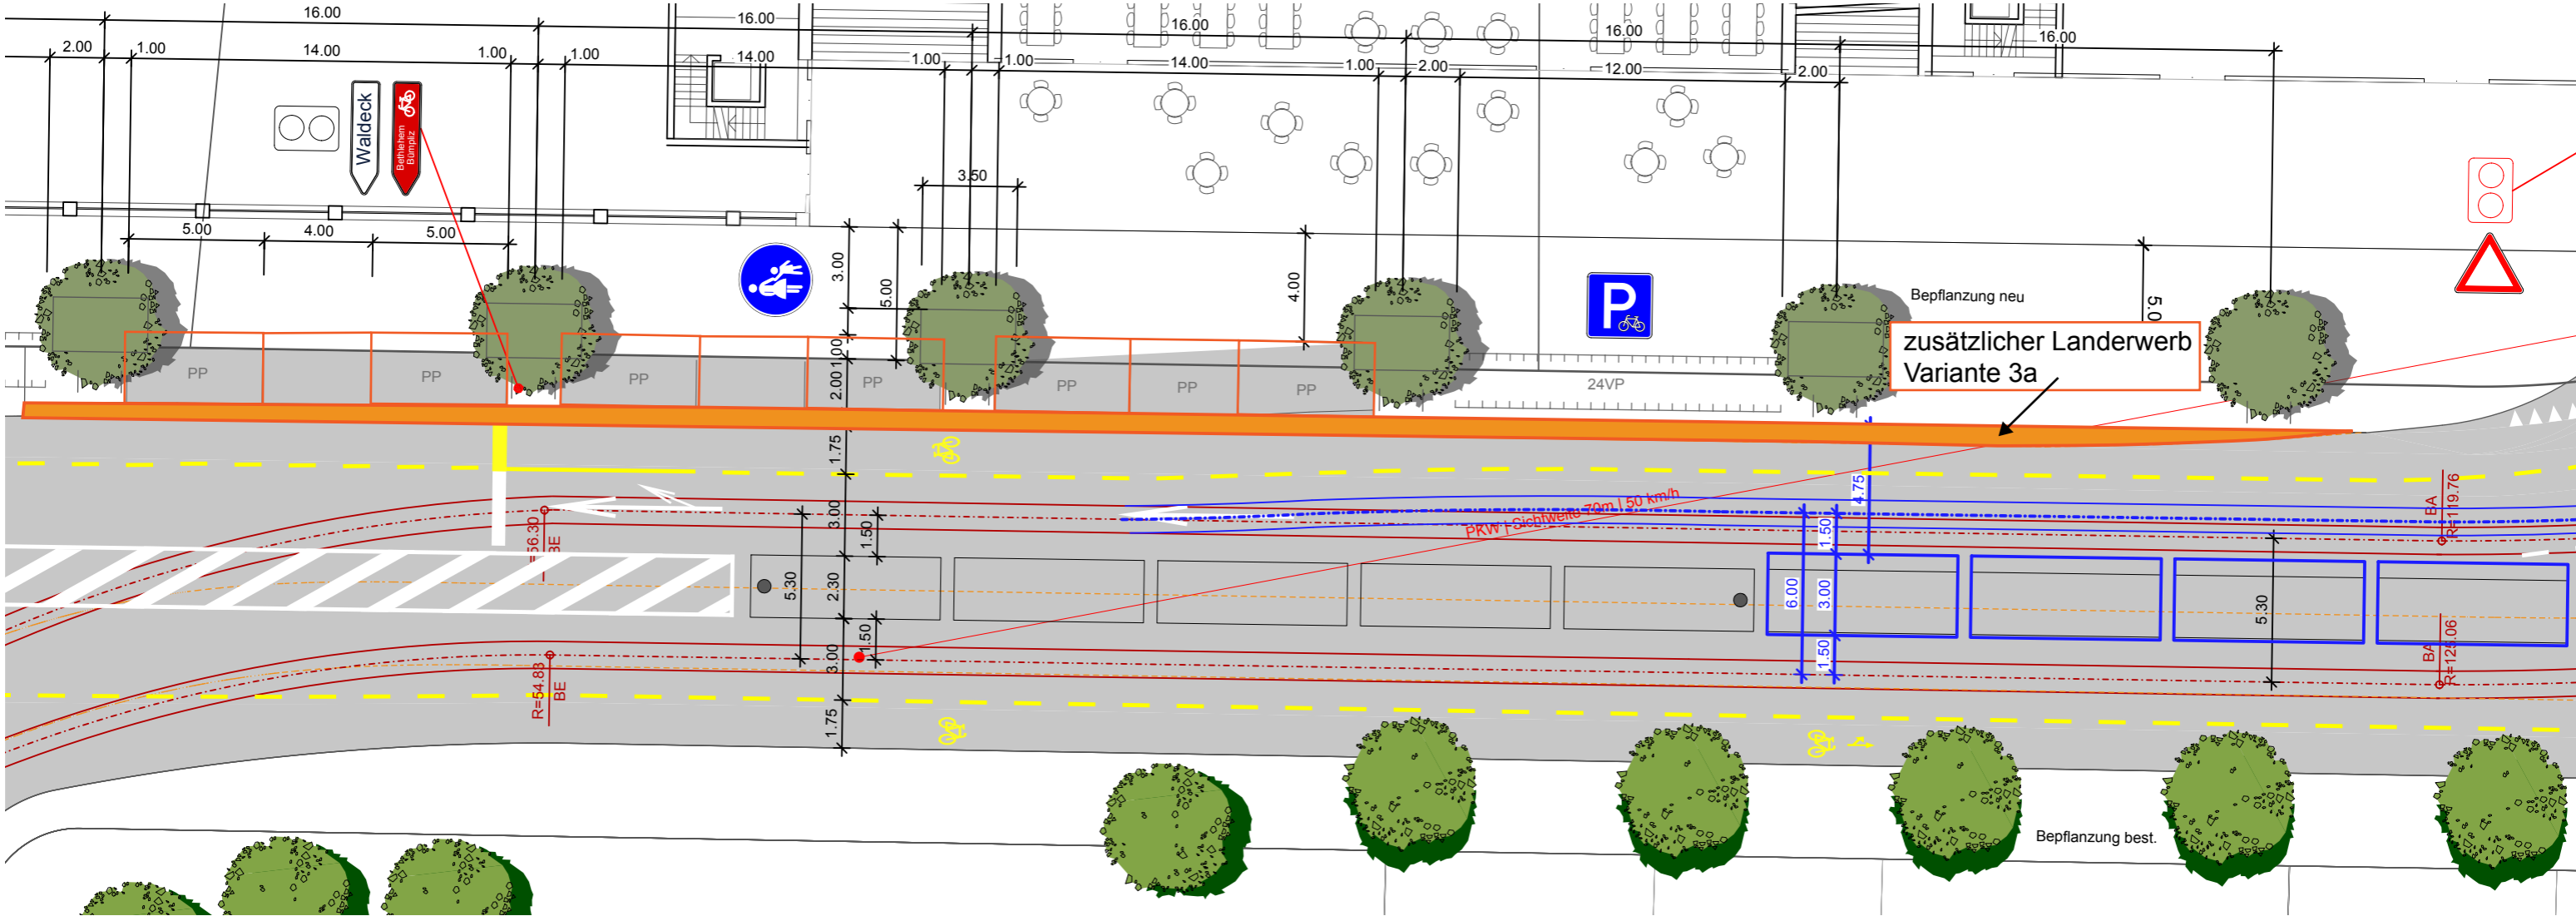 16.00
16.00
16.00
16.00
16.00
2.00
1.00
14.00
1.00
1.00
14.00
1.00
1.00
14.00
1.00
2.00
12.00
2.00
Waldeck
Bethlehem
Bümpliz
3.50
5.00
4.00
5.00
3.00
5.00
4.00
5.0
P
Bepflanzung neu
zusätzlicher Landerwerb
Variante 3a
PP
PP
PP
PP
PP
PP
PP
24VP
1.00
2.00
1.75
3.00
1.50
5.30
2.30
1.50
3.00
1.75
4.75
1.50
6.00
3.00
1.50
5.30
PKW | Sichtweite 70m | 50 km/h
=56.30
BE
R=54.83
BE
BA
R=119.76
BA
R=125.06
Bepflanzung best.